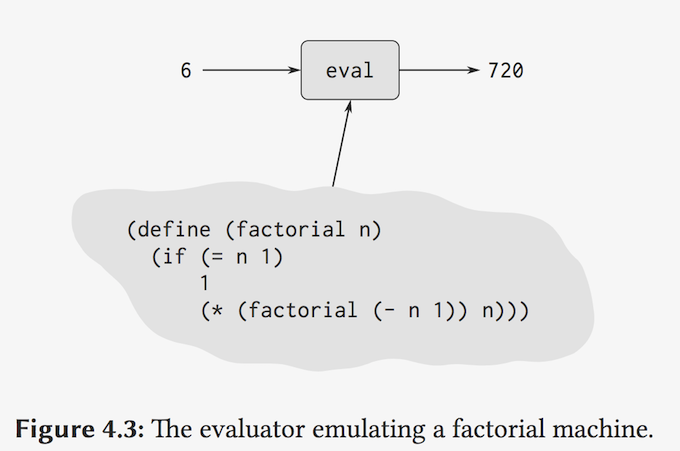 6 eval 720
(define (factorial n)
(if (= n 1)
1
(* (factorial (- n 1)) n)))
Figure 4.3: The evaluator emulating a factorial machine.